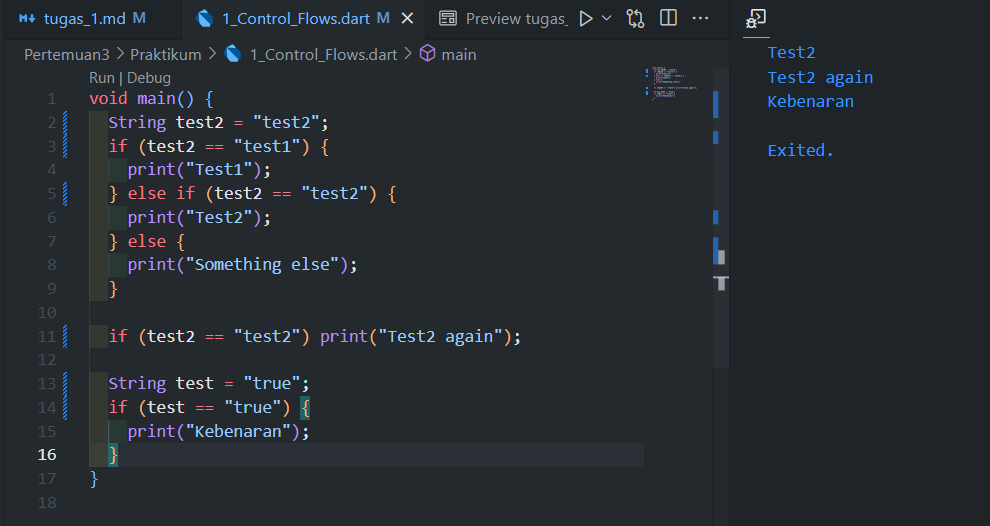 tugas_1.md M
1_Control_Flows.dart M
Preview tugas_
Pertemuan3 > Praktikum > 1_Control_Flows.dart > main
Run | Debug
1 void main() {
2 String test2 = "test2";
3 if (test2 == "test1") {
4 print("Test1");
5 } else if (test2 == "test2") {
6 print("Test2");
7 } else {
8 print("Something else");
9 }
10
11 if (test2 == "test2") print("Test2 again");
12
13 String test = "true";
14 if (test == "true") {
15 print("Kebenaran");
16 }
17 }
18
Test2
Test2 again
Kebenaran
Exited.